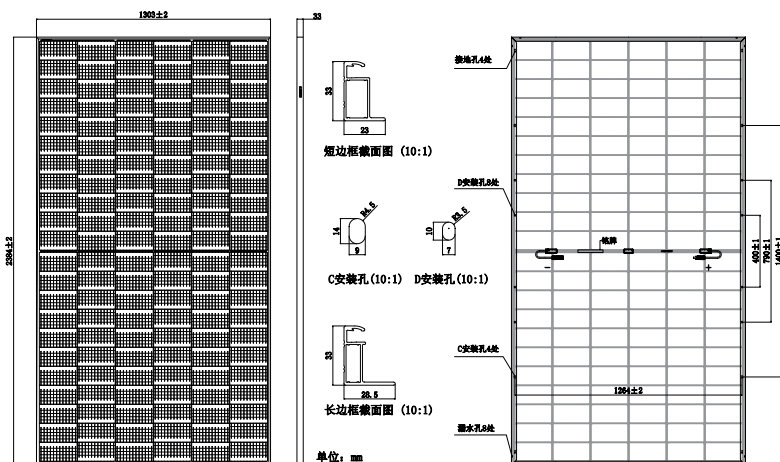 1303±2
33
2384±2
33
23
短边框截面图 (10:1)
R4.5
14
9
R3.5
10
7
C安装孔(10:1) D安装孔(10:1)
33
28.5
长边框截面图 (10:1)
单位: mm
接地孔4处
D安装孔8处
铭牌
-
+
C安装孔4处
漏水孔8处
1264±2
400±1
790±1
1400±1